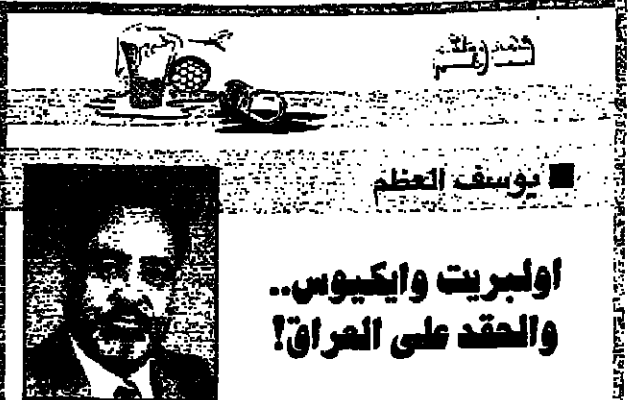 ■ يوسف العظم
اولبريت وايكيوس..
والحقد على العراق!